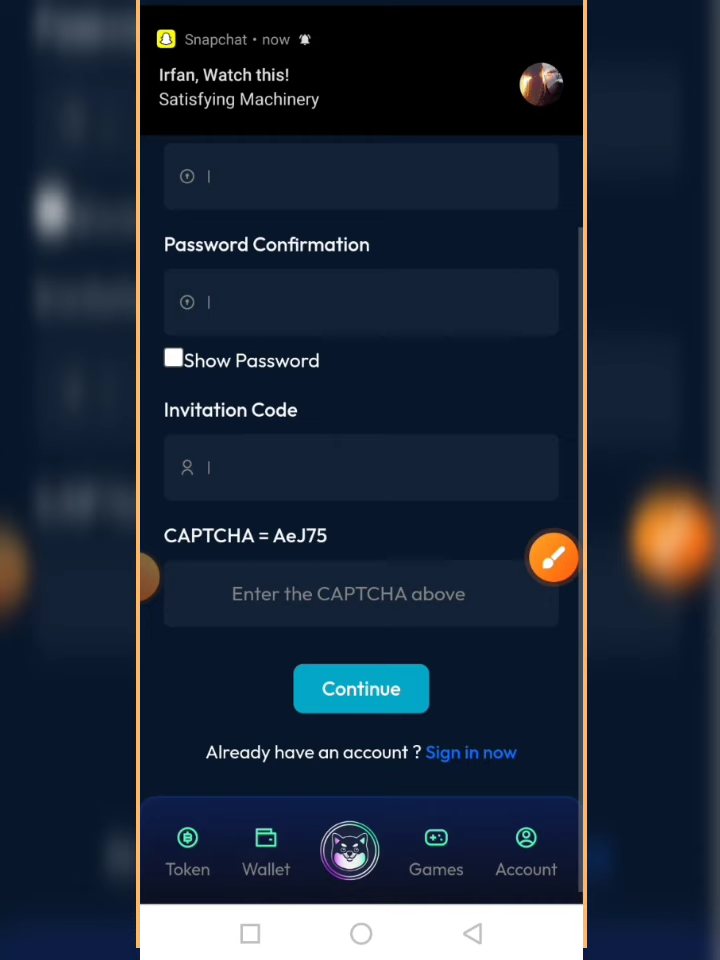 Snapchat • now
Irfan, Watch this!
Satisfying Machinery
Password Confirmation
Show Password
Invitation Code
CAPTCHA = AeJ75
Enter the CAPTCHA above
Continue
Already have an account ? Sign in now
Token Wallet Games Account